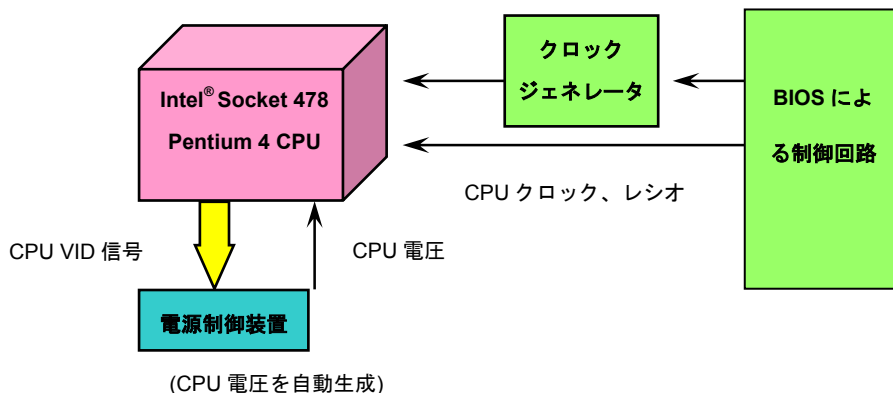 Intel® Socket 478
Pentium 4 CPU
クロック
ジェネレータ
BIOS によ
る制御回路
CPU クロック、レシオ
CPU VID 信号
CPU 電圧
電源制御装置
(CPU 電圧を自動生成)